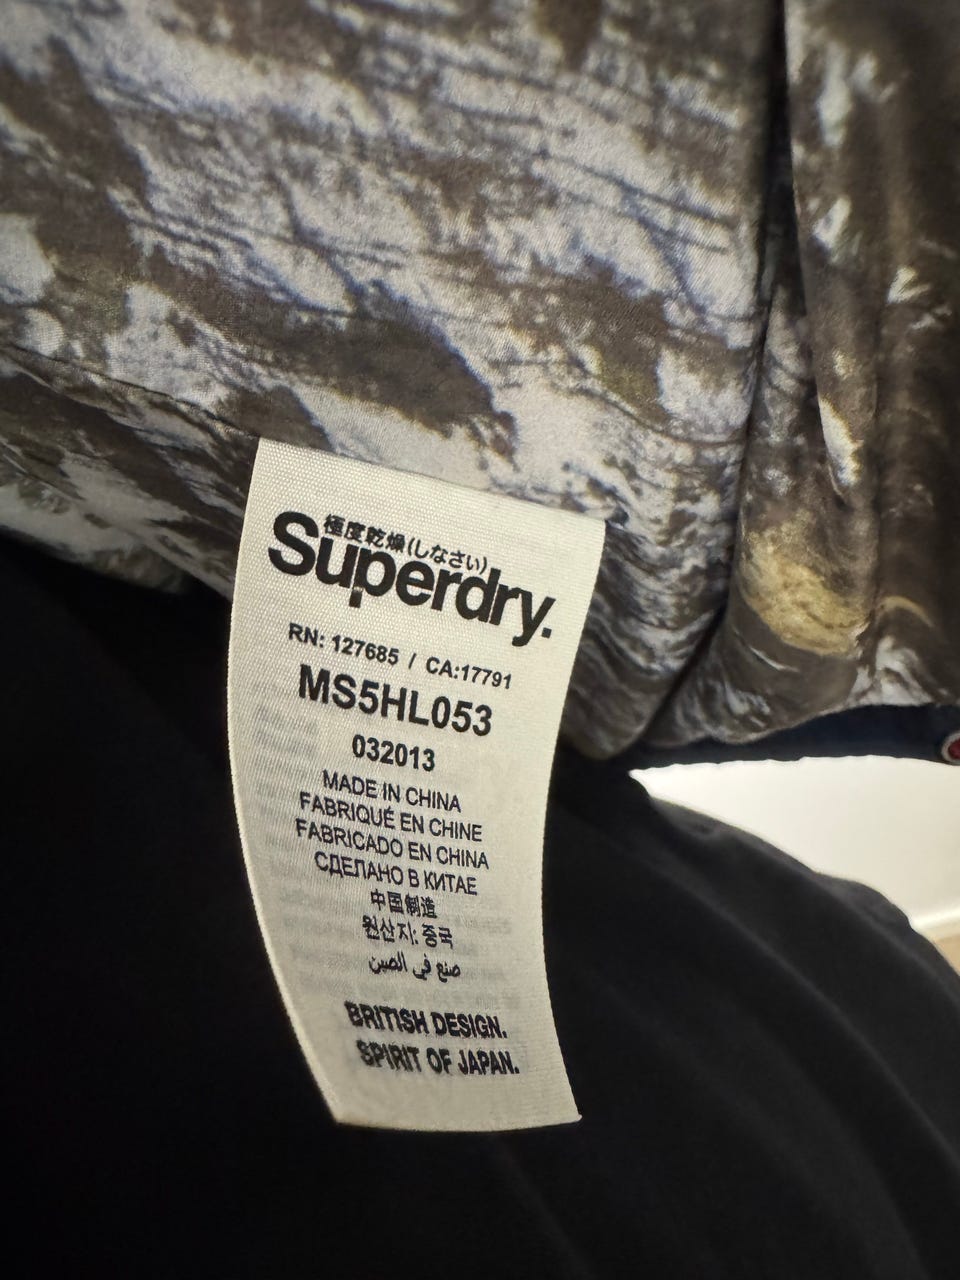 極度乾燥(しなさい)
Superdry.
RN: 127685 / CA:17791
MS5HL053
032013
MADE IN CHINA
FABRIQUÉ EN CHINE
FABRICADO EN CHINA
СДЕЛАНО В КИТАЕ
中国制造
원산지: 중국
صنع في الصين
BRITISH DESIGN.
SPIRIT OF JAPAN.